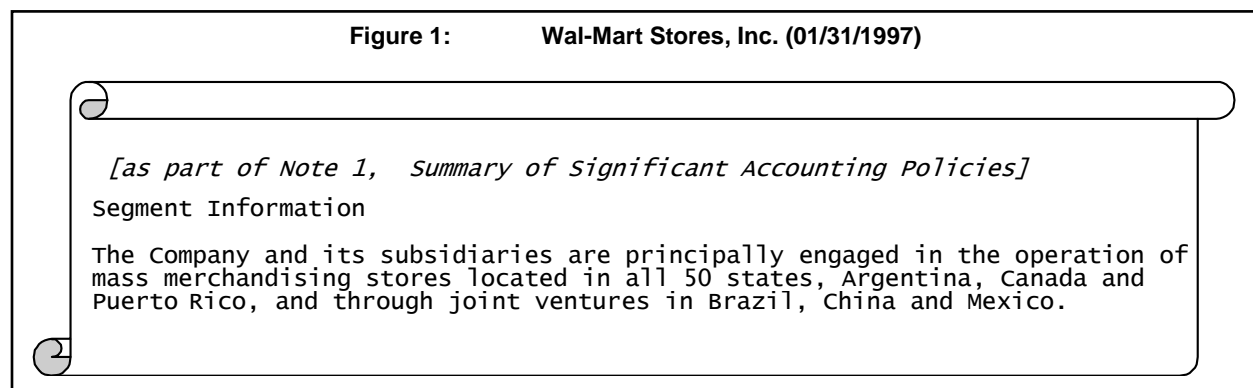 Figure 1: Wal-Mart Stores, Inc. (01/31/1997)
[as part of Note 1, Summary of Significant Accounting Policies]
Segment Information
The Company and its subsidiaries are principally engaged in the operation of
mass merchandising stores located in all 50 states, Argentina, Canada and
Puerto Rico, and through joint ventures in Brazil, China and Mexico.